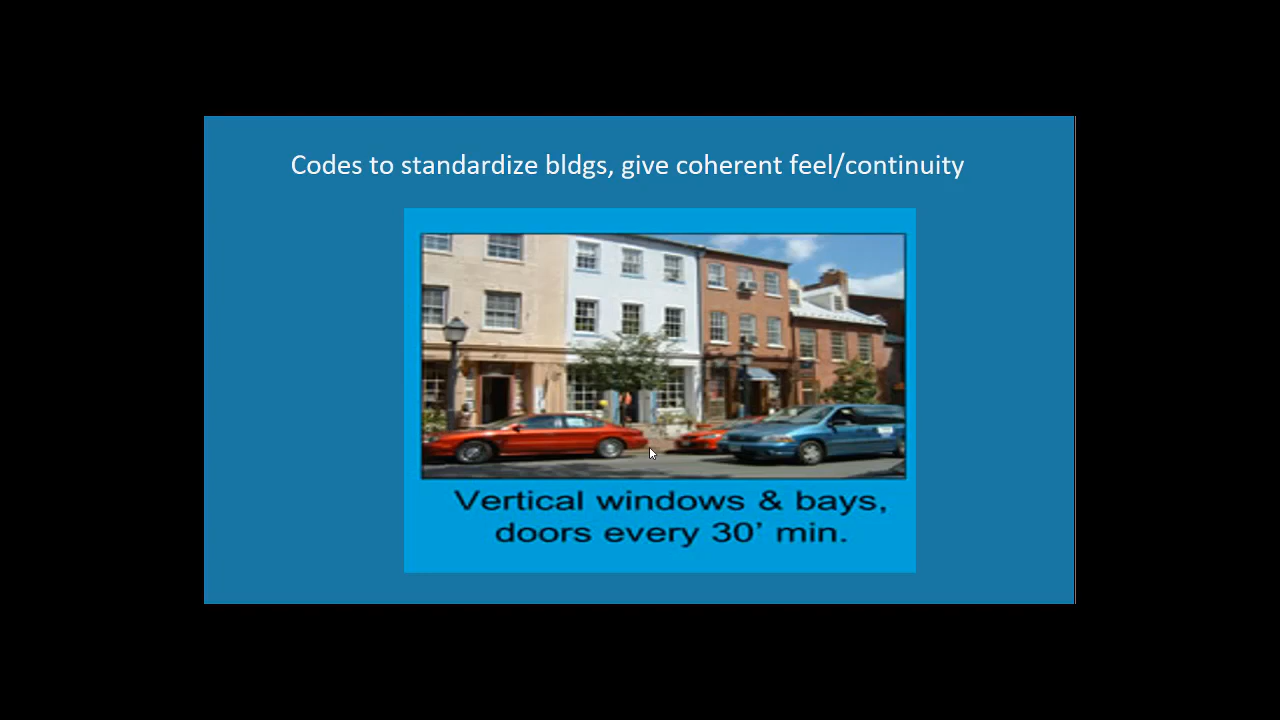 Codes to standardize bldgs, give coherent feel/continuity
Vertical windows & bays,
doors every 30' min.